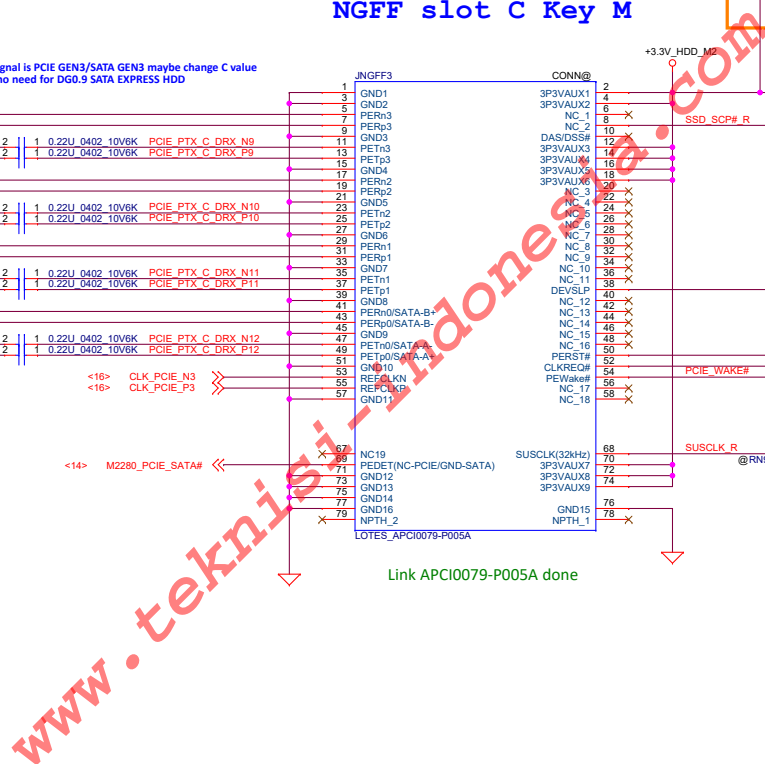 NGFF slot C Key M
gnal is PCIE GEN3/SATA GEN3 maybe change C value
no need for DG0.9 SATA EXPRESS HDD
+3.3V_HDD_M2
JNGFF3 CONN@
1 GND1 3P3VAUX1 2
3 GND2 3P3VAUX2 4
5 PERn3 NC_1 6
7 PERp3 NC_2 8 SSD_SCP#_R
9 GND3 DAS/DSS# 10
2 1 0.22U_0402_10V6K PCIE_PTX_C_DRX_N9 11 PETn3 3P3VAUX3 12
2 1 0.22U_0402_10V6K PCIE_PTX_C_DRX_P9 13 PETp3 3P3VAUX4 14
15 GND4 3P3VAUX5 16
17 PERn2 3P3VAUX6 18
19 PERp2 NC_3 20
21 GND5 NC_4 22
2 1 0.22U_0402_10V6K PCIE_PTX_C_DRX_N10 23 PETn2 NC_5 24
2 1 0.22U_0402_10V6K PCIE_PTX_C_DRX_P10 25 PETp2 NC_6 26
27 GND6 NC_7 28
29 PERn1 NC_8 30
31 PERp1 NC_9 32
33 GND7 NC_10 34
2 1 0.22U_0402_10V6K PCIE_PTX_C_DRX_N11 35 PETn1 NC_11 36
2 1 0.22U_0402_10V6K PCIE_PTX_C_DRX_P11 37 PETp1 DEVSLP 38
39 GND8 NC_12 40
41 PERn0/SATA-B+ NC_13 42
43 PERp0/SATA-B- NC_14 44
45 GND9 NC_15 46
2 1 0.22U_0402_10V6K PCIE_PTX_C_DRX_N12 47 PETn0/SATA-A- NC_16 48
2 1 0.22U_0402_10V6K PCIE_PTX_C_DRX_P12 49 PETp0/SATA-A+ PERST# 50
51 GND10 CLKREQ# 52
<16> CLK_PCIE_N3 53 REFCLKN PEWake# 54 PCIE_WAKE#
<16> CLK_PCIE_P3 55 REFCLKP NC_17 56
57 GND11 NC_18 58
67 NC19 SUSCLK(32kHz) 68 SUSCLK_R
<14> M2280_PCIE_SATA# 69 PEDET(NC-PCIE/GND-SATA) 3P3VAUX7 70 @RN
71 GND12 3P3VAUX8 72
73 GND13 3P3VAUX9 74
75 GND14
77 GND16 GND15 76
79 NPTH_2 NPTH_1 78
LOTES_APCI0079-P005A
Link APCI0079-P005A done
www.teknisi-indonesia.com